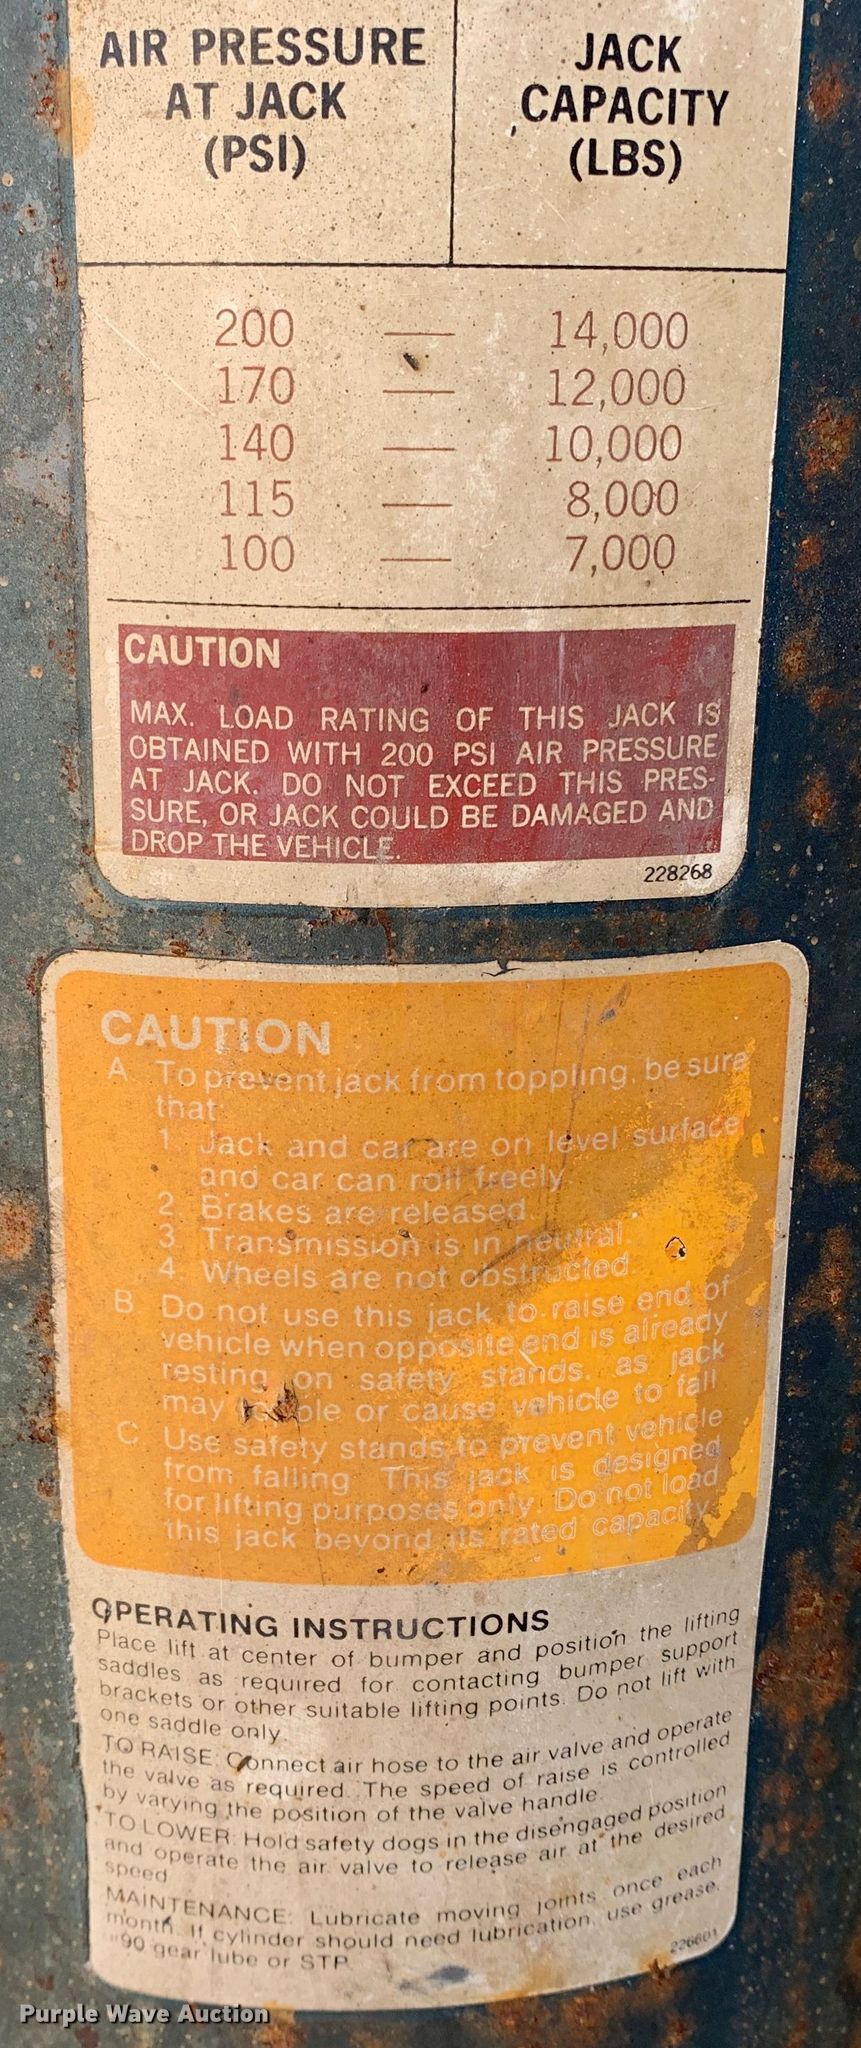 AIR PRESSURE
AT JACK
(PSI)
JACK
CAPACITY
(LBS)
200 — 14,000
170 — 12,000
140 — 10,000
115 — 8,000
100 — 7,000
CAUTION
MAX. LOAD RATING OF THIS JACK IS
OBTAINED WITH 200 PSI AIR PRESSURE
AT JACK. DO NOT EXCEED THIS PRES-
SURE, OR JACK COULD BE DAMAGED AND
DROP THE VEHICLE.
228268
CAUTION
A. To prevent jack from toppling, be sure
that:
1. Jack and car are on level surface
and car can roll freely
2. Brakes are released.
3. Transmission is in neutral.
4. Wheels are not obstructed.
B. Do not use this jack to raise end of
vehicle when opposite end is already
resting on safety stands, as jack
may or cause vehicle to fall
C. Use safety stands to prevent vehicle
from falling. This jack is designed
for lifting purposes only. Do not load
this jack beyond its rated capacity.
OPERATING INSTRUCTIONS
Place lift at center of bumper and position the lifting
saddles as required for contacting bumper support
brackets or other suitable lifting points. Do not lift with
one saddle only.
TO RAISE: Connect air hose to the air valve and operate
the valve as required. The speed of raise is controlled
by varying the position of the valve handle.
TO LOWER: Hold safety dogs in the disengaged position
and operate the air valve to release air at the desired
speed.
MAINTENANCE: Lubricate moving joints once each
month. If cylinder should need lubrication, use grease,
#90 gear lube or STP.
226601
Purple Wave Auction